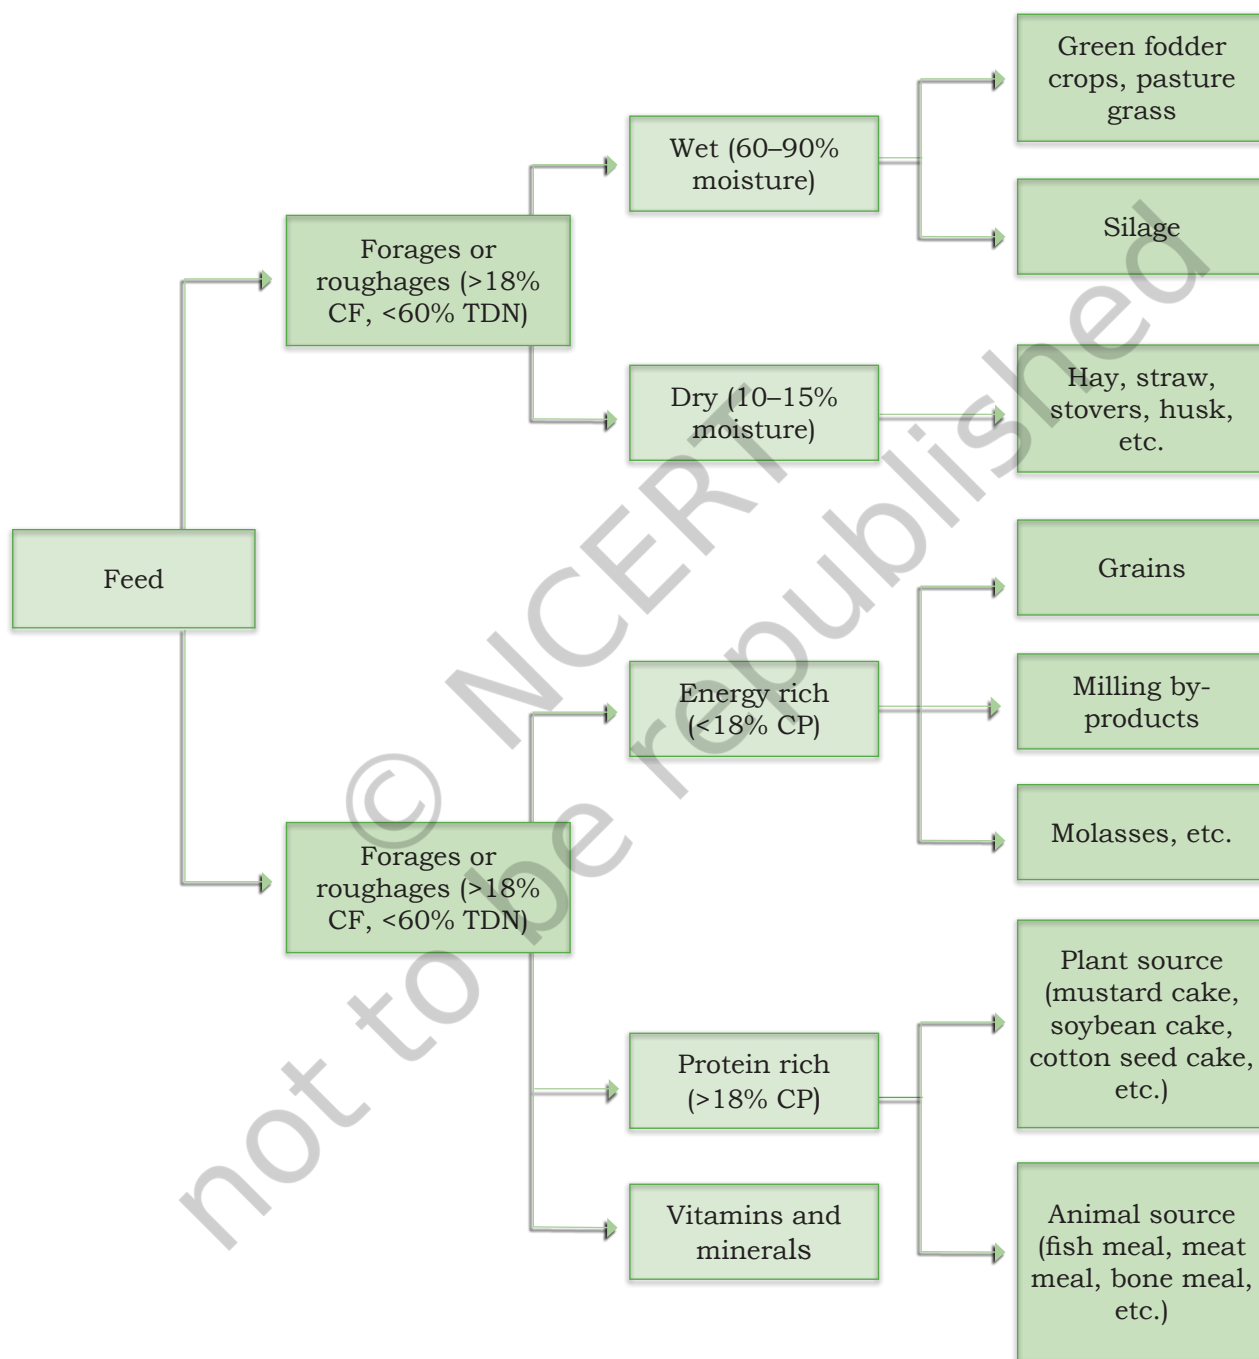 Green fodder
crops, pasture
grass
Wet (60–90%
moisture)
Silage
Forages or
roughages (>18%
CF, <60% TDN)
Dry (10–15%
moisture)
Hay, straw,
stovers, husk,
etc.
Feed
Grains
Energy rich
(<18% CP)
Milling by-
products
Molasses, etc.
Forages or
roughages (>18%
CF, <60% TDN)
Plant source
(mustard cake,
soybean cake,
cotton seed cake,
etc.)
Protein rich
(>18% CP)
Vitamins and
minerals
Animal source
(fish meal, meat
meal, bone meal,
etc.)
© NCERT
not to be republished